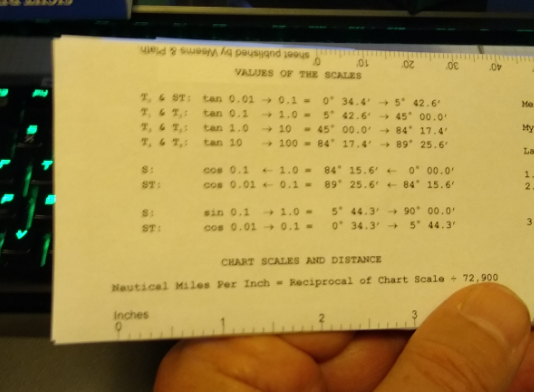 sheet published by Weems & Plath
0 10 20 30 40
VALUES OF THE SCALES
T, & ST: tan 0.01 → 0.1 = 0° 34.4' → 5° 42.6'
T, & T,: tan 0.1 → 1.0 = 5° 42.6' → 45° 00.0'
T, & T,: tan 1.0 → 10 = 45° 00.0' → 84° 17.4'
T, & T,: tan 10 → 100 = 84° 17.4' → 89° 25.6'
S: cos 0.1 ← 1.0 = 84° 15.6' ← 0° 00.0'
ST: cos 0.01 ← 0.1 = 89° 25.6' ← 84° 15.6'
S: sin 0.1 → 1.0 = 5° 44.3' → 90° 00.0'
ST: cos 0.01 → 0.1 = 0° 34.3' → 5° 44.3'
CHART SCALES AND DISTANCE
Nautical Miles Per Inch = Reciprocal of Chart Scale ÷ 72,900
Inches
0 1 2 3
Me
My
La
1.
2.
3